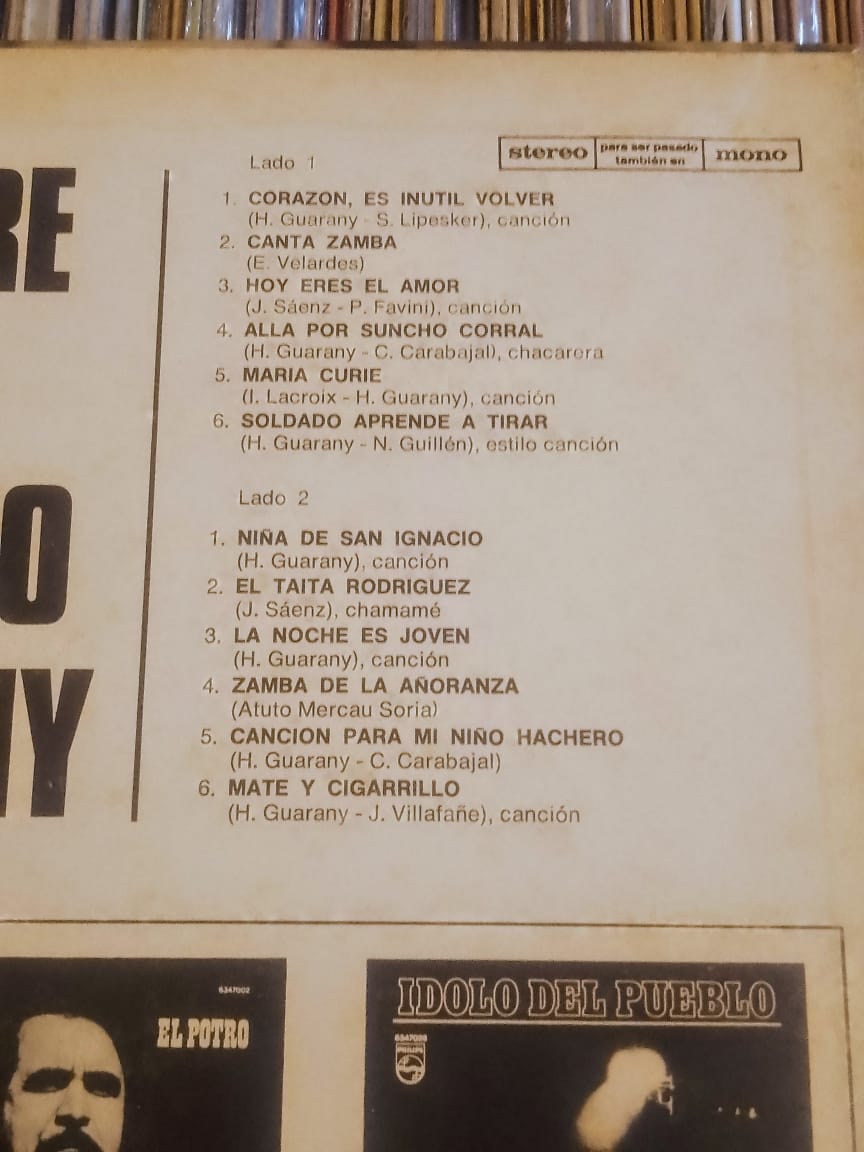 RE
O
NY
stereo para ser pasado también en mono
Lado 1
1. CORAZON, ES INUTIL VOLVER
(H. Guarany - S. Lipesker), canción
2. CANTA ZAMBA
(E. Velardes)
3. HOY ERES EL AMOR
(J. Sáenz - P. Favini), canción
4. ALLA POR SUNCHO CORRAL
(H. Guarany - C. Carabajal), chacarera
5. MARIA CURIE
(I. Lacroix - H. Guarany), canción
6. SOLDADO APRENDE A TIRAR
(H. Guarany - N. Guillén), estilo canción
Lado 2
1. NIÑA DE SAN IGNACIO
(H. Guarany), canción
2. EL TAITA RODRIGUEZ
(J. Sáenz), chamamé
3. LA NOCHE ES JOVEN
(H. Guarany), canción
4. ZAMBA DE LA AÑORANZA
(Atuto Mercau Soria)
5. CANCION PARA MI NIÑO HACHERO
(H. Guarany - C. Carabajal)
6. MATE Y CIGARRILLO
(H. Guarany - J. Villafañe), canción
6347002
EL POTRO
IDOLO DEL PUEBLO
PHILIPS